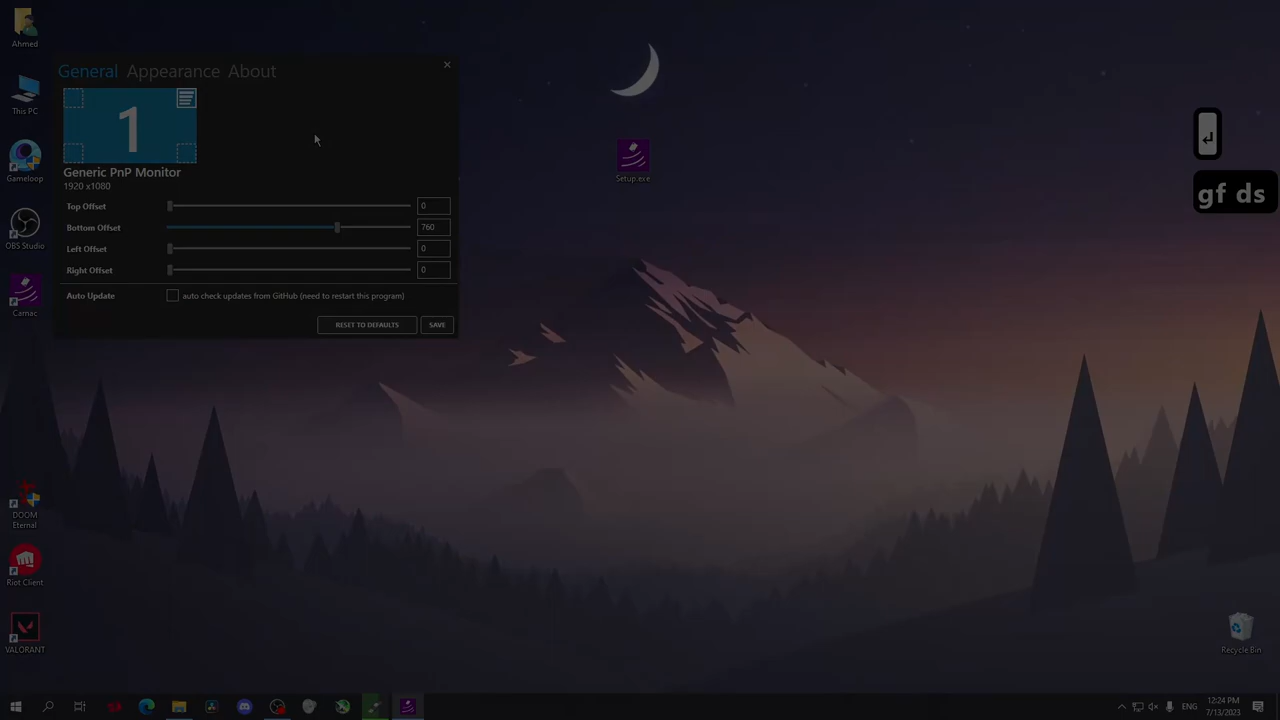 Ahmed
This PC
Gameloop
OBS Studio
Camac
DOOM
Eternal
Riot Client
VALORANT
General Appearance About
1
Generic PnP Monitor
1920 x1080
Top Offset 0
Bottom Offset 760
Left Offset 0
Right Offset 0
Auto Update auto check updates from GitHub (need to restart this program)
RESET TO DEFAULTS SAVE
Setup.exe
gf ds
Recycle Bin
ENG
12:24 PM
7/13/2023